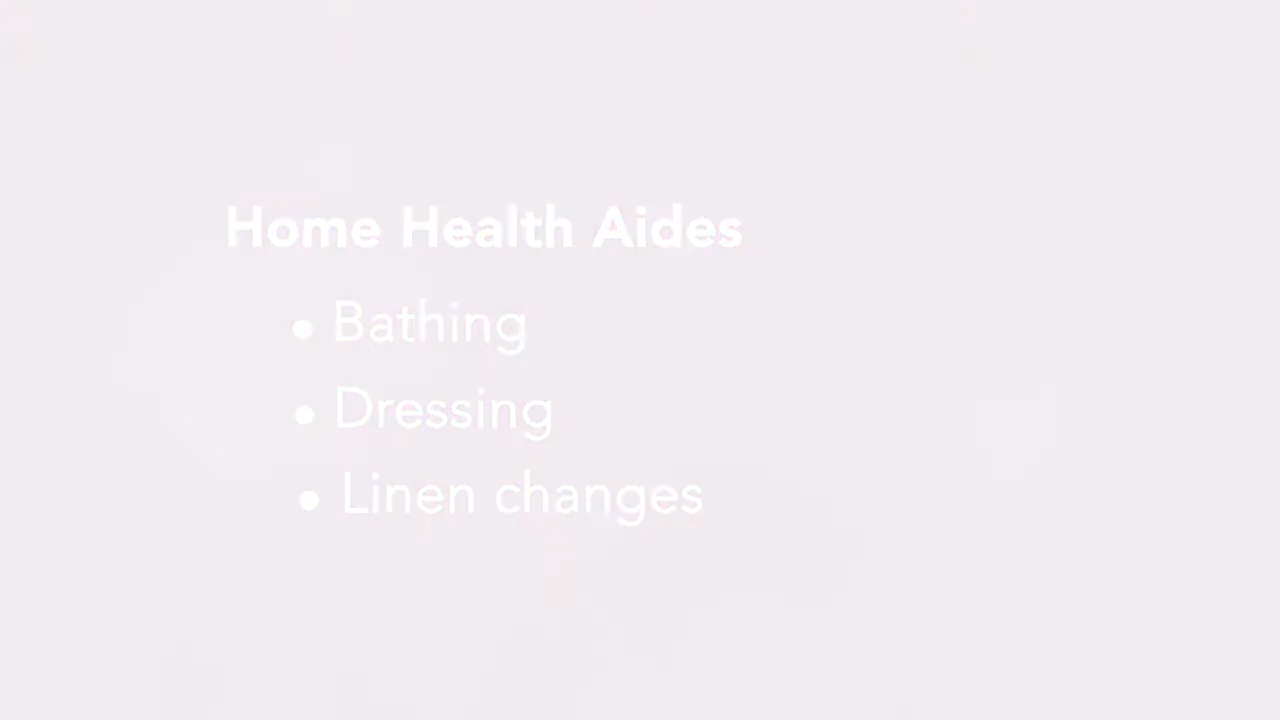 Home Health Aides
• Bathing
• Dressing
• Linen changes